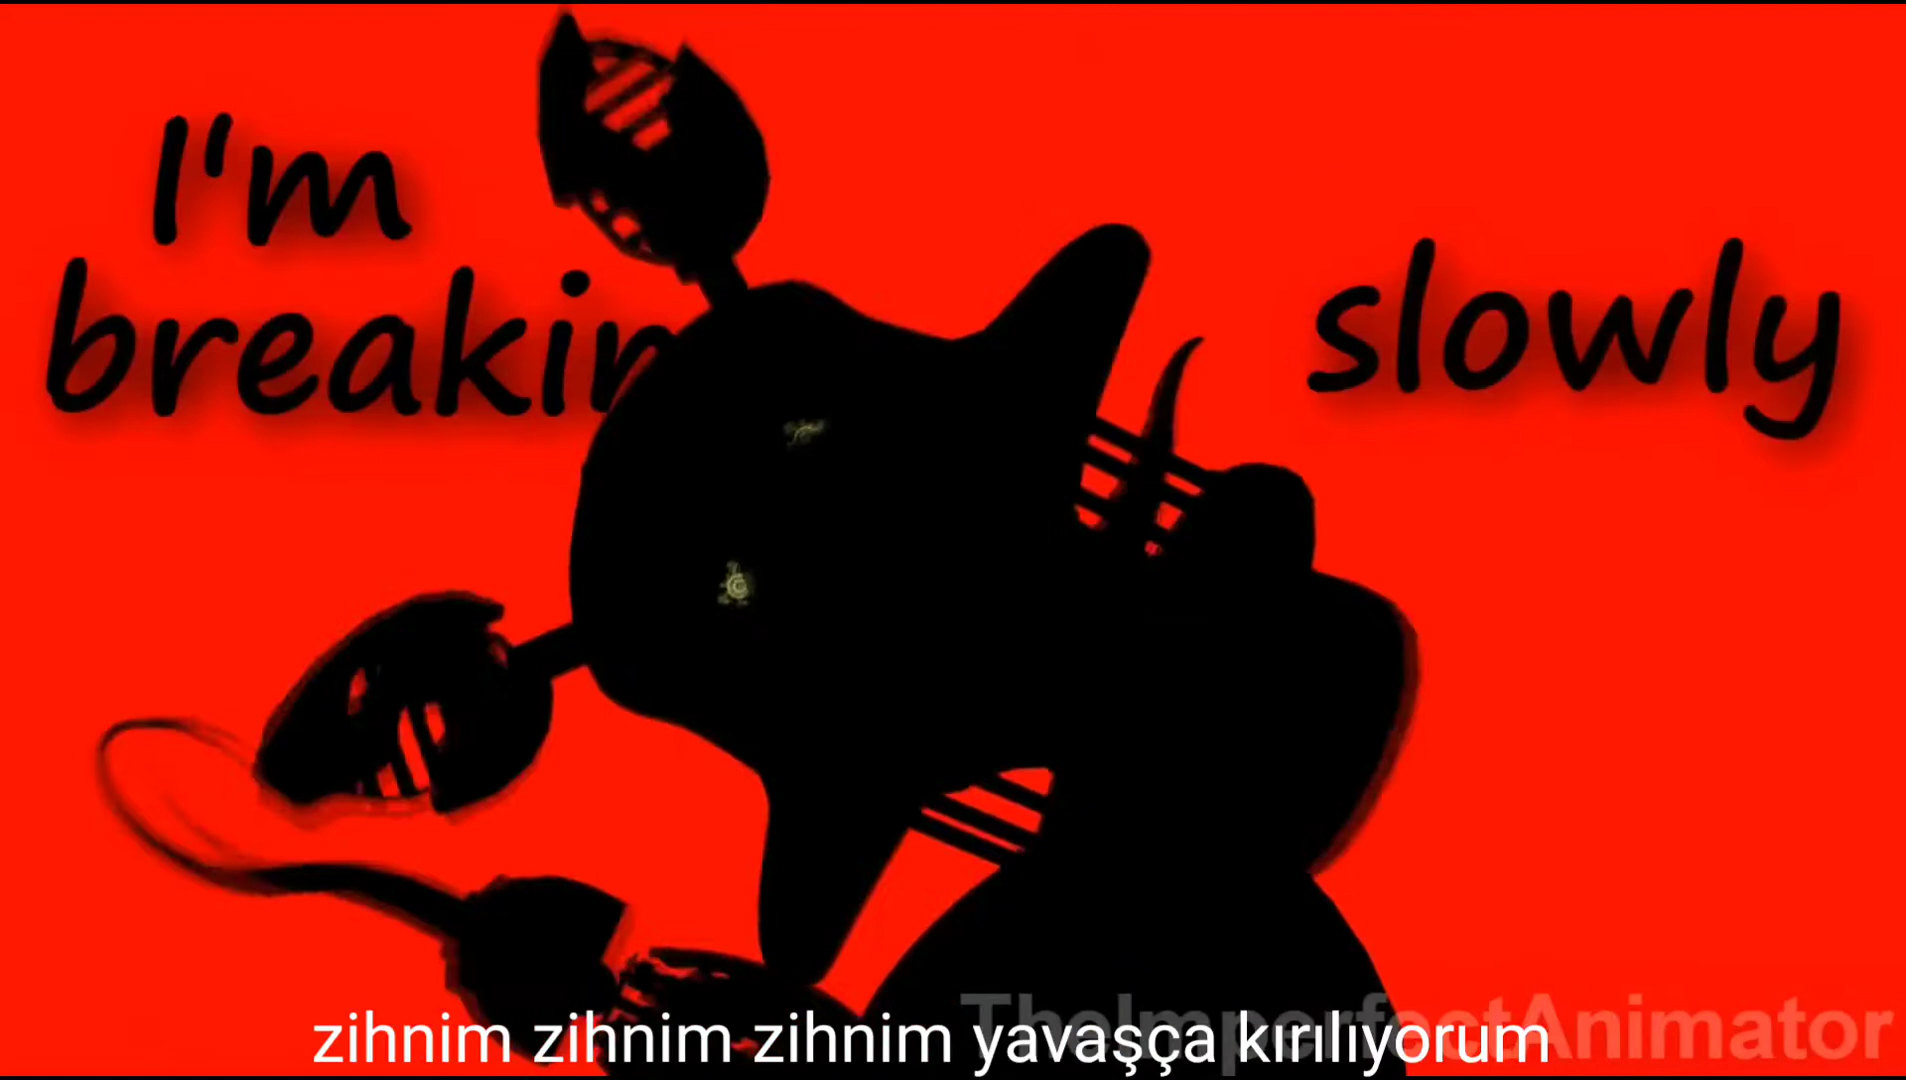 I'm
breakin
slowly
TheImperfectAnimator
zihnim zihnim zihnim yavaşça kırılıyorum